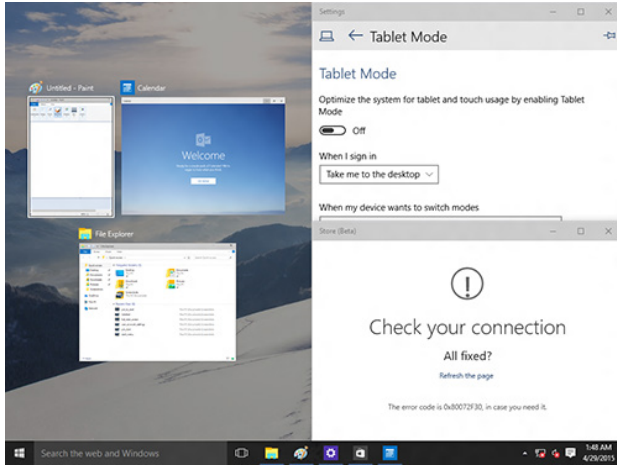 Untitled - Paint
Calendar
Welcome
File Explorer
Settings
Tablet Mode
Tablet Mode
Optimize the system for tablet and touch usage by enabling Tablet
Mode
Off
When I sign in
Take me to the desktop
When my device wants to switch modes
Store (Beta)
Check your connection
All fixed?
Refresh the page
The error code is 0x80072F30, in case you need it.
Search the web and Windows
1:48 AM
4/29/2015